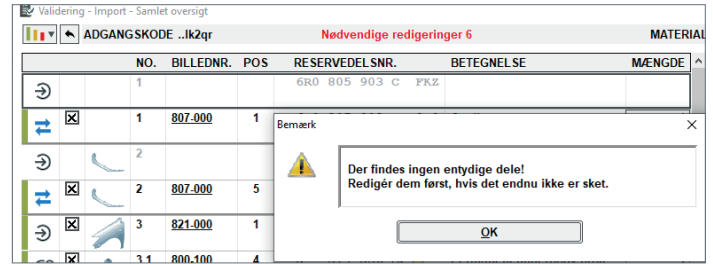 Validering - Import - Samlet oversigt
ADGANGSKODE ..lk2qr Nødvendige redigeringer 6 MATERIAL
NO. BILLEDNR. POS RESERVEDELSNR. BETEGNELSE MÆNGDE
1 6R0 805 903 C FKZ
1 807-000 1
Bemærk
2
Der findes ingen entydige dele!
Redigér dem først, hvis det endnu ikke er sket.
2 807-000 5
3 821-000 1
OK
3.1 800-100 4